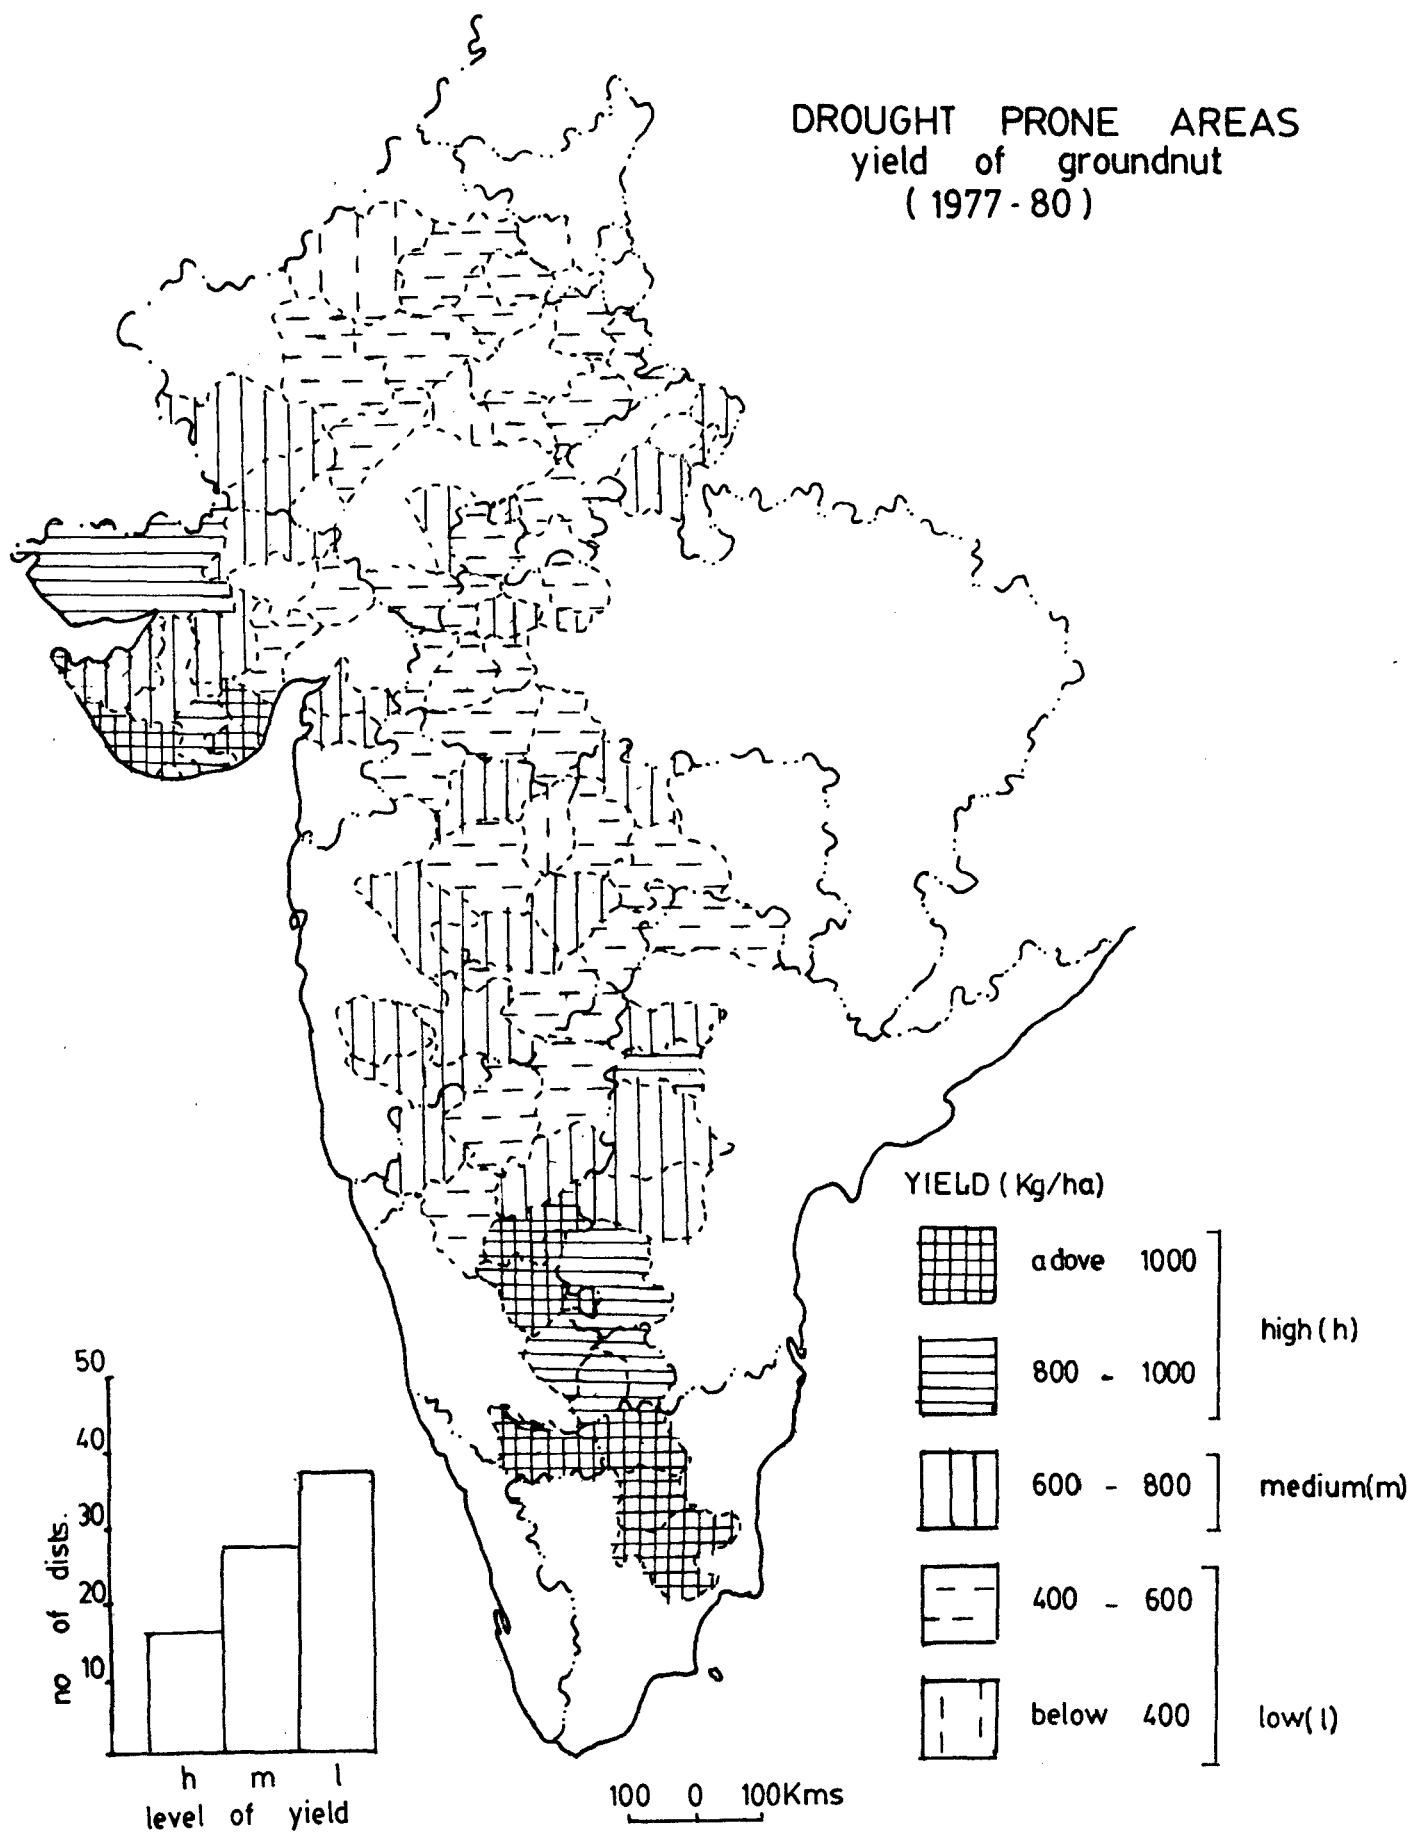 DROUGHT PRONE AREAS
yield of groundnut
( 1977 - 80 )
YIELD ( Kg/ha)
adove 1000
800 - 1000
high ( h )
600 - 800
medium(m)
400 - 600
below 400
low( l )
50
40
30
20
10
no of dists.
h m l
level of yield
100 0 100Kms